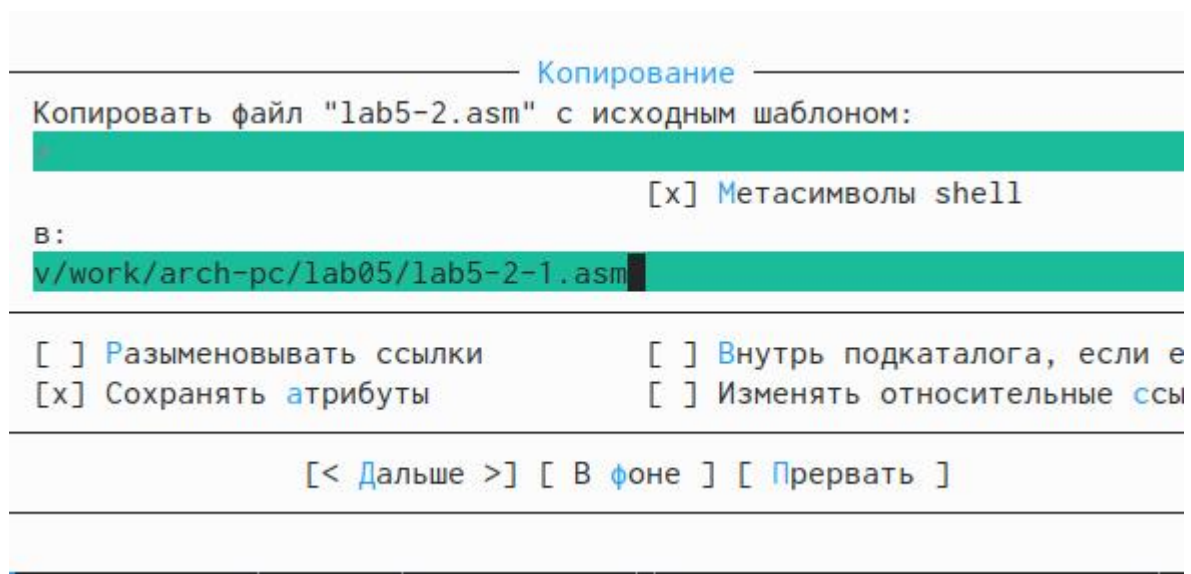 Копирование
Копировать файл "lab5-2.asm" с исходным шаблоном:
*
[x] Метасимволы shell
в:
v/work/arch-pc/lab05/lab5-2-1.asm
[ ] Разыменовывать ссылки [ ] Внутрь подкаталога, если е
[x] Сохранять атрибуты [ ] Изменять относительные ссы
[< Дальше >] [ В фоне ] [ Прервать ]